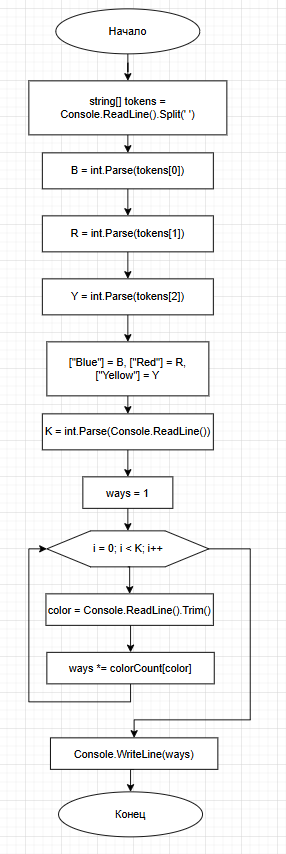 Начало
string[] tokens =
Console.ReadLine().Split(' ')
B = int.Parse(tokens[0])
R = int.Parse(tokens[1])
Y = int.Parse(tokens[2])
["Blue"] = B, ["Red"] = R,
["Yellow"] = Y
K = int.Parse(Console.ReadLine())
ways = 1
i = 0; i < K; i++
color = Console.ReadLine().Trim()
ways *= colorCount[color]
Console.WriteLine(ways)
Конец